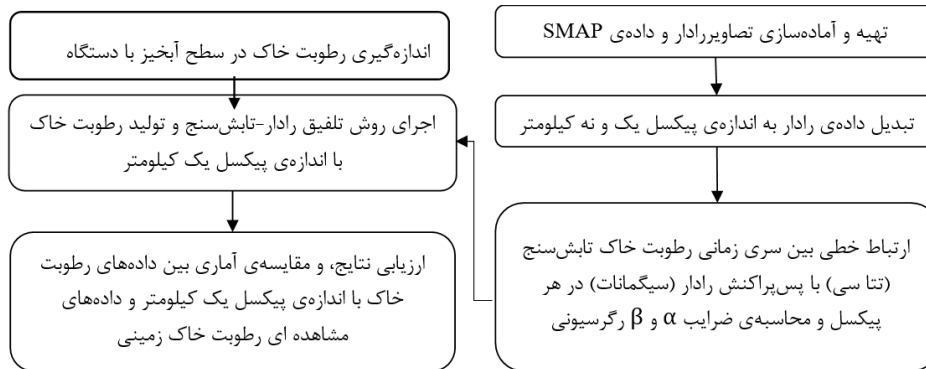 تهیه و آماده‌سازی تصاویررادار و داده‌ی SMAP
تبدیل داده‌ی رادار به اندازه‌ی پیکسل یک و نه کیلومتر
ارتباط خطی بین سری زمانی رطوبت خاک تابش‌سنج
(تتا سی) با پس‌پراکنش رادار (سیگمانات) در هر
پیکسل و محاسبه‌ی ضرایب α و β رگرسیونی
اندازه‌گیری رطوبت خاک در سطح آبخیز با دستگاه
اجرای روش تلفیق رادار-تابش‌سنج و تولید رطوبت خاک
با اندازه‌ی پیکسل یک کیلومتر
ارزیابی نتایج، و مقایسه‌ی آماری بین داده‌های رطوبت
خاک با اندازه‌ی پیکسل یک کیلومتر و داده‌های
مشاهده ای رطوبت خاک زمینی